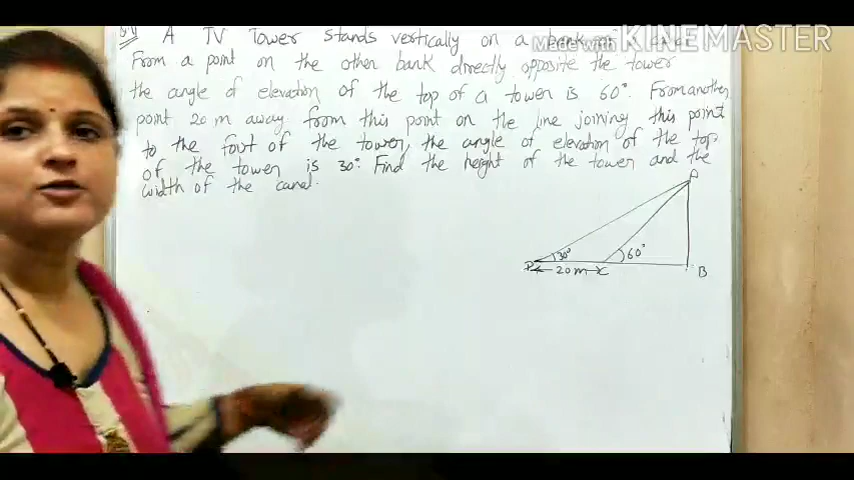 A TV Tower stands vertically on a bank of canal.
Made with KINEMASTER
From a point on the other bank directly opposite the tower
the angle of elevation of the top of a tower is 60°. From another
point 20 m away from this point on the line joining this point
to the foot of the tower, the angle of elevation of the top
of the tower is 30°. Find the height of the tower and the
width of the canal.
A
30° 60°
D 20 m C B